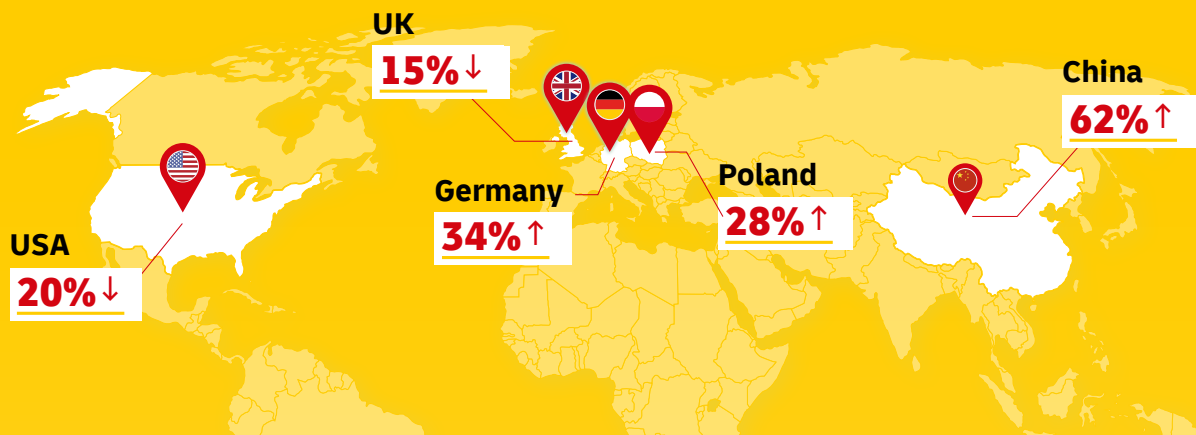 UK
15%↓
China
62%↑
Germany
34%↑
Poland
28%↑
USA
20%↓